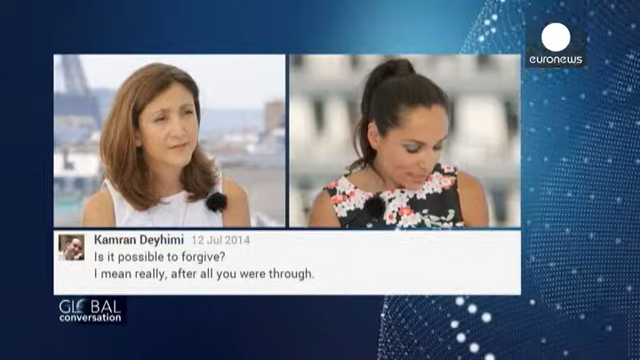 euronews
Kamran Deyhimi 12 Jul 2014
Is it possible to forgive?
I mean really, after all you were through.
GLOBAL
conversation